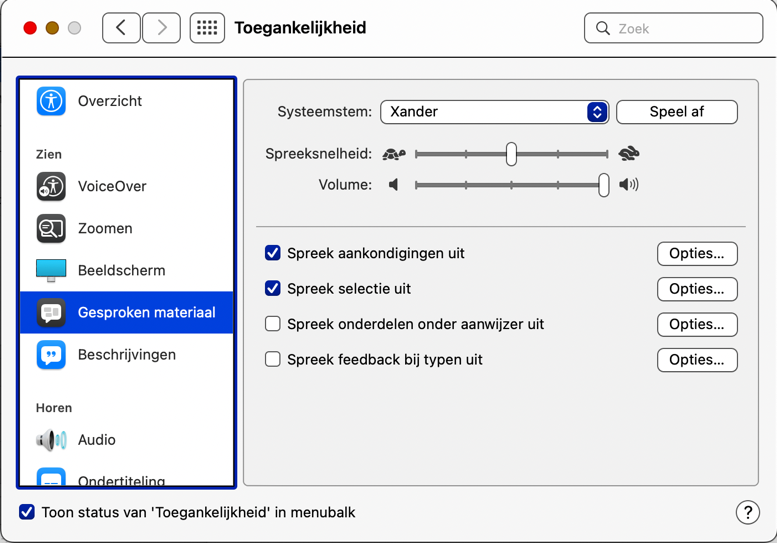 Toegankelijkheid
Zoek
Overzicht
Zien
VoiceOver
Zoomen
Beeldscherm
Gesproken materiaal
Beschrijvingen
Horen
Audio
Ondertiteling
Systeemstem: Xander Speel af
Spreeksnelheid:
Volume:
Spreek aankondigingen uit Opties...
Spreek selectie uit Opties...
Spreek onderdelen onder aanwijzer uit Opties...
Spreek feedback bij typen uit Opties...
Toon status van 'Toegankelijkheid' in menubalk ?